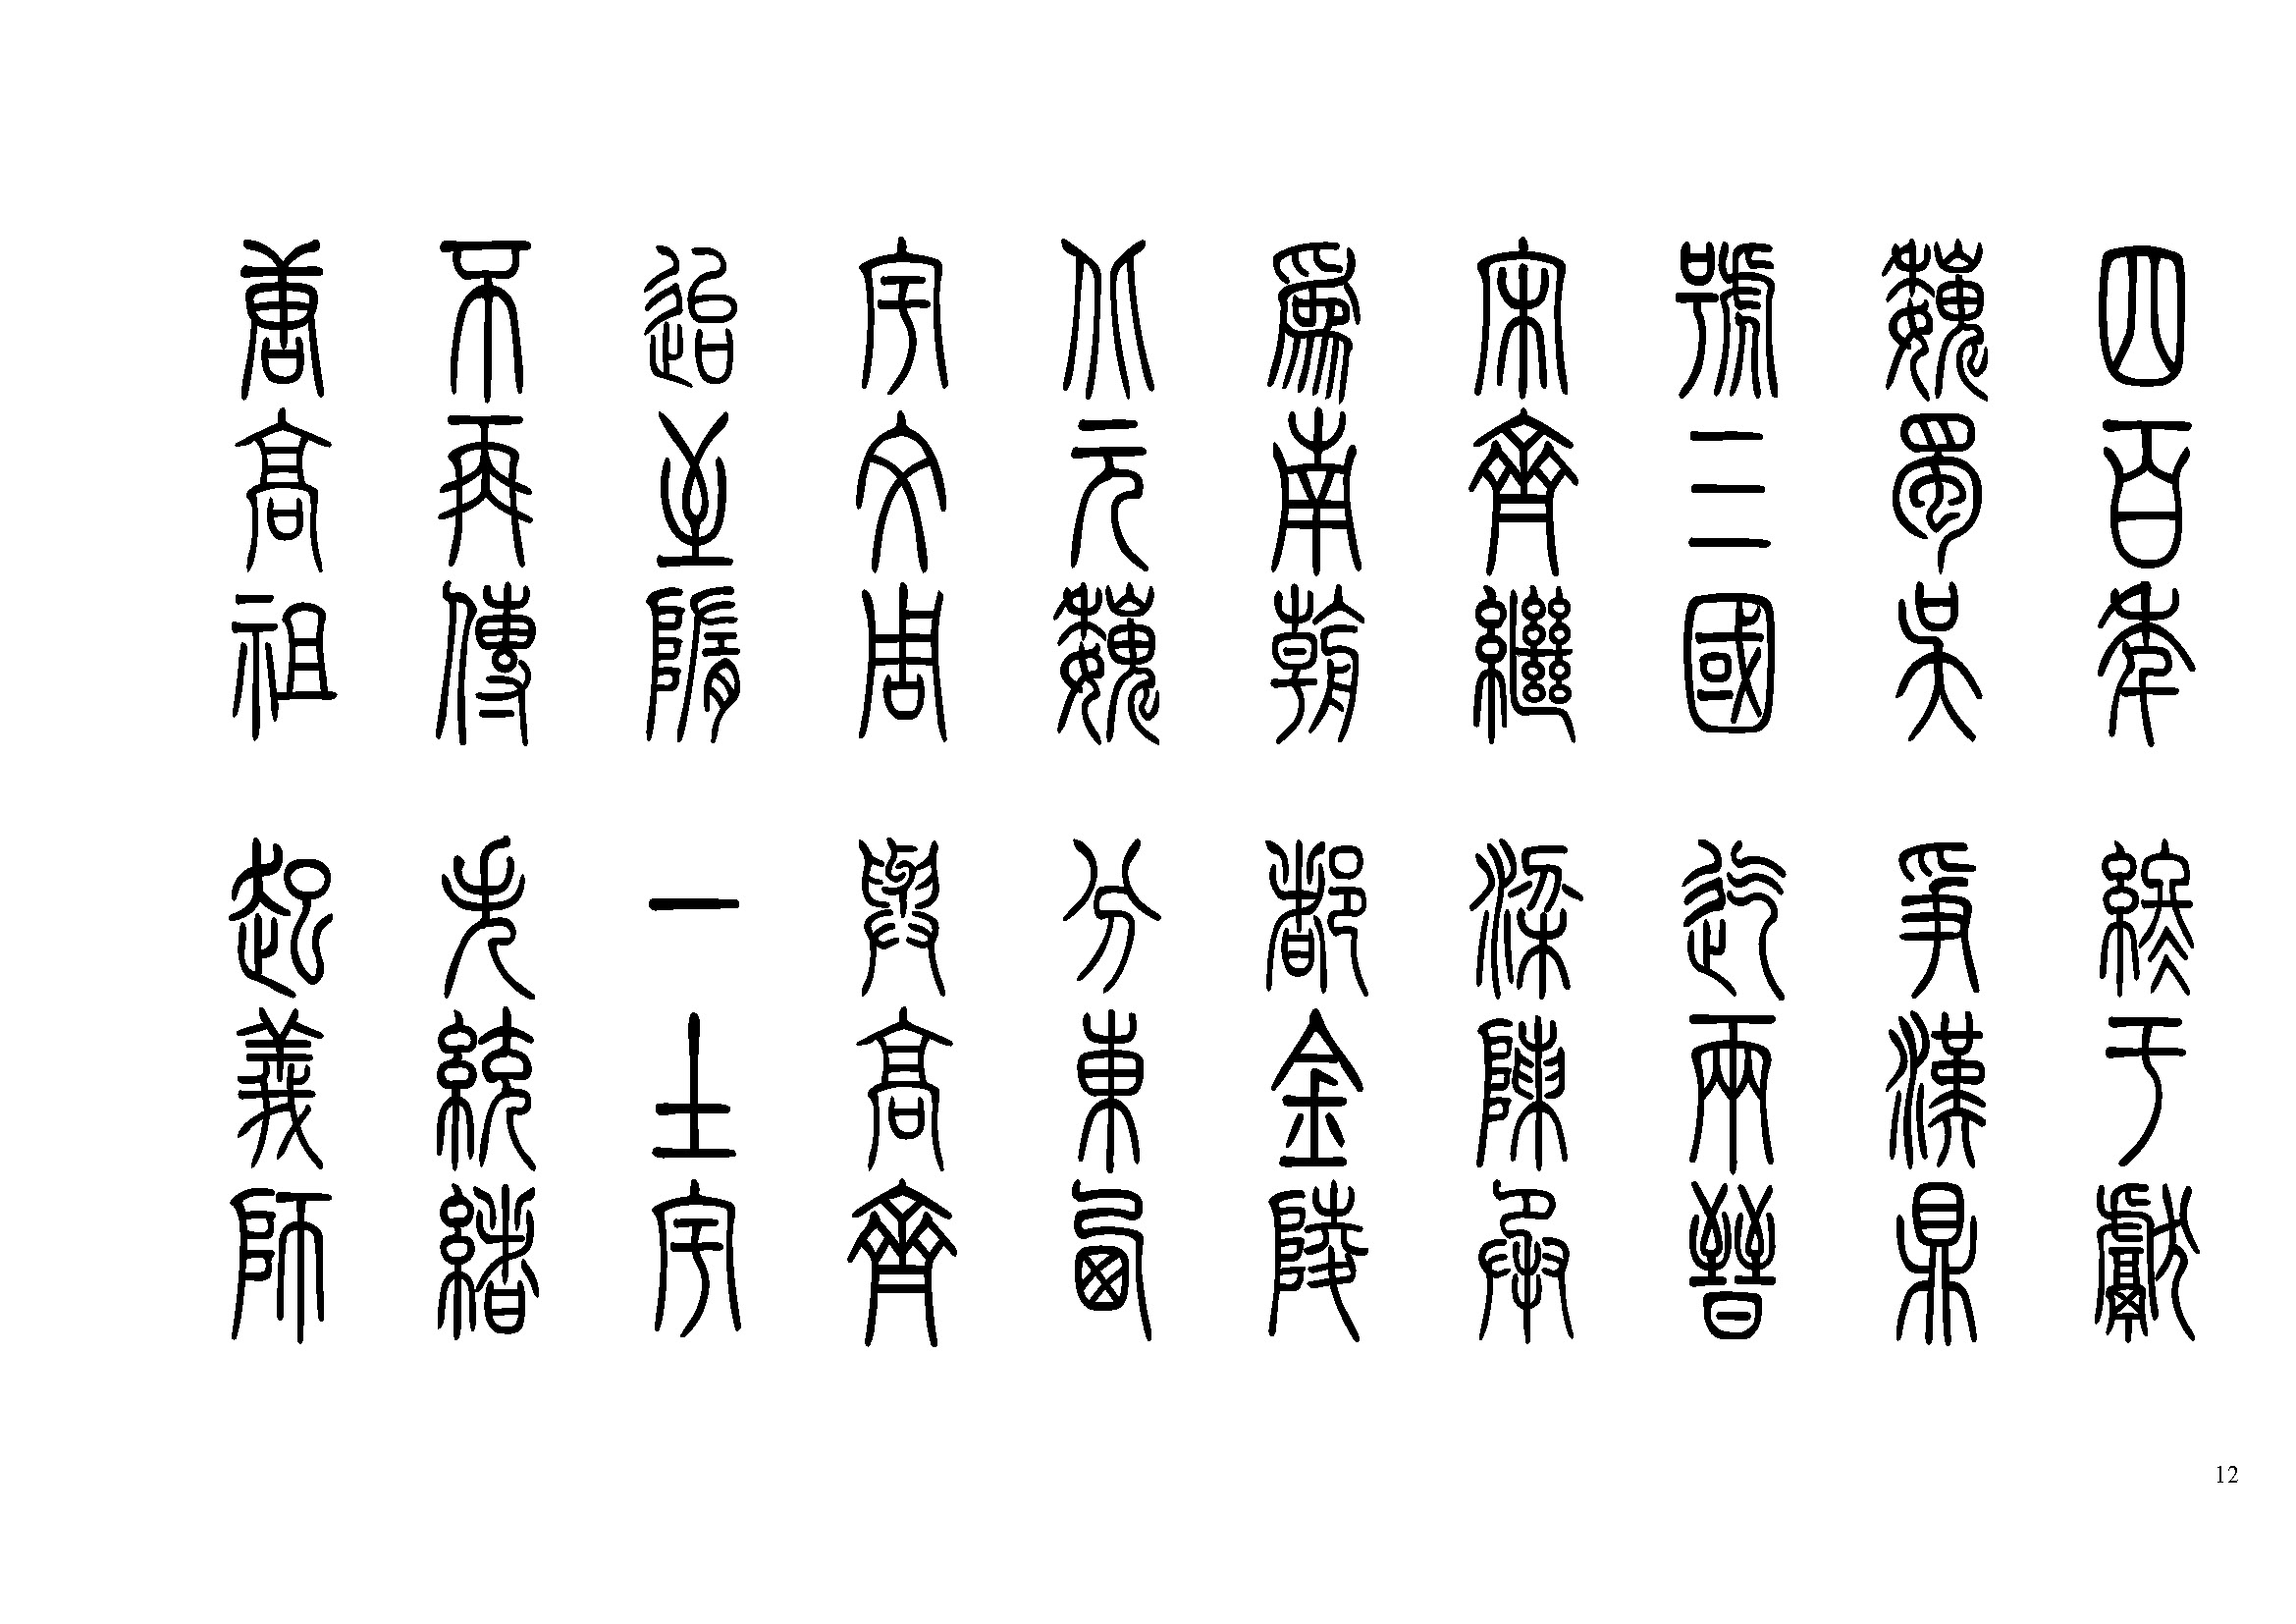 四百年 終于獻
魏蜀吳 爭漢鼎
號三國 迄兩晉
宋齊繼 梁陳承
爲南朝 都金陵
北元魏 分東西
宇文周 與高齊
迨至隋 一土宇
不再傳 失統緒
唐高祖 起義師
12